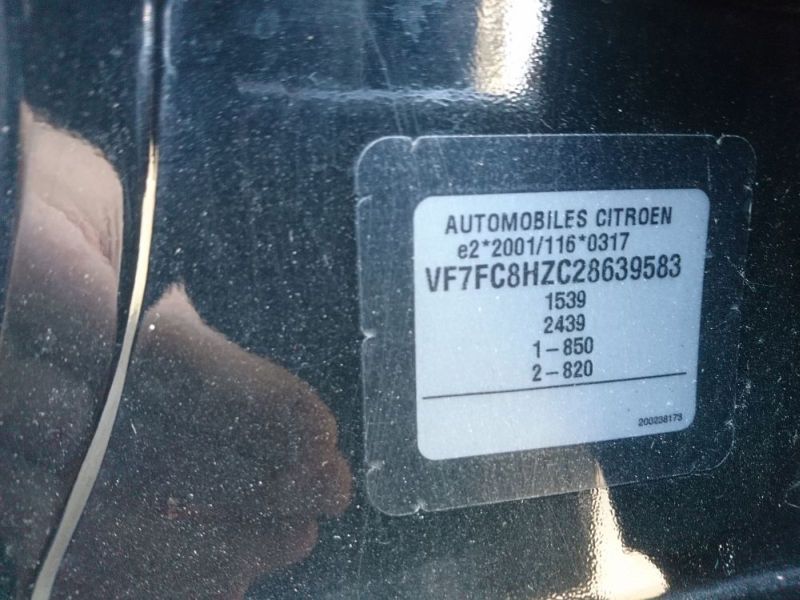 AUTOMOBILES CITROEN
e2*2001/116*0317
VF7FC8HZC28639583
1539
2439
1-850
2-820
200238173